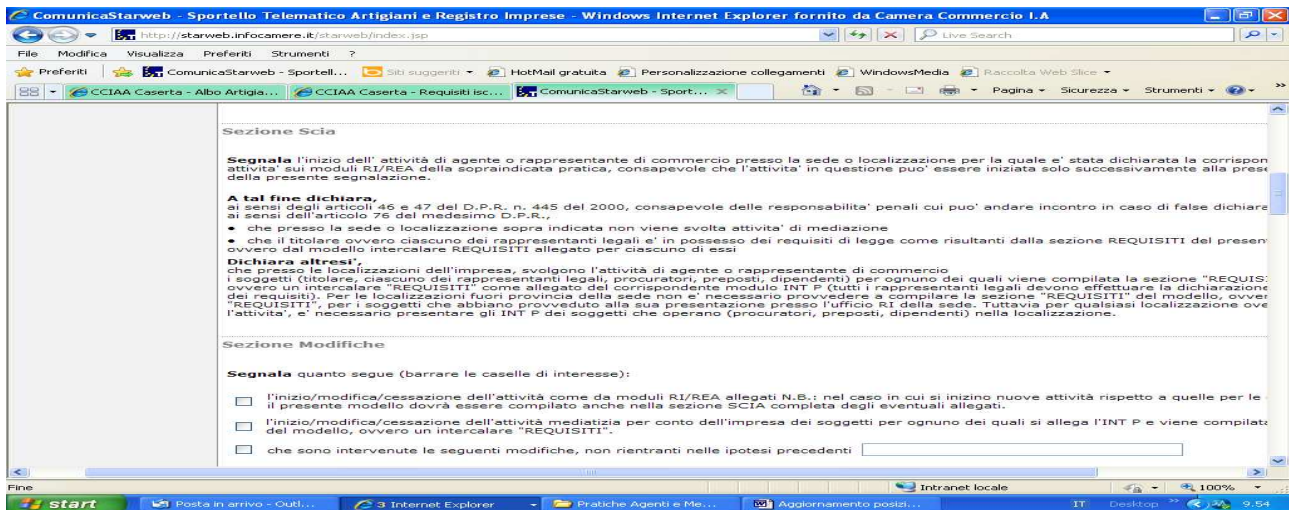 ComunicaStarweb - Sportello Telematico Artigiani e Registro Imprese - Windows Internet Explorer fornito da Camera Commercio I.A
http://starweb.infocamere.it/starweb/index.jsp
Live Search
File Modifica Visualizza Preferiti Strumenti ?
Preferiti ComunicaStarweb - Sportell... Siti suggeriti HotMail gratuita Personalizzazione collegamenti WindowsMedia Raccolta Web Slice
CCIAA Caserta - Albo Artigia... CCIAA Caserta - Requisiti isc... ComunicaStarweb - Sport... Pagina Sicurezza Strumenti
Sezione Scia
Segnala l'inizio dell' attività di agente o rappresentante di commercio presso la sede o localizzazione per la quale e' stata dichiarata la corrispon
attivita' sui moduli RI/REA della sopraindicata pratica, consapevole che l'attivita' in questione puo' essere iniziata solo successivamente alla prese
della presente segnalazione.
A tal fine dichiara,
ai sensi degli articoli 46 e 47 del D.P.R. n. 445 del 2000, consapevole delle responsabilita' penali cui puo' andare incontro in caso di false dichiara
ai sensi dell'articolo 76 del medesimo D.P.R.,
• che presso la sede o localizzazione sopra indicata non viene svolta attivita' di mediazione
• che il titolare ovvero ciascuno dei rappresentanti legali e' in possesso dei requisiti di legge come risultanti dalla sezione REQUISITI del presen
ovvero dal modello intercalare REQUISITI allegato per ciascuno di essi
Dichiara altresi',
che presso le localizzazioni dell'impresa, svolgono l'attività di agente o rappresentante di commercio
i soggetti (titolare, ciascuno dei rappresentanti legali, procuratori, preposti, dipendenti) per ognuno dei quali viene compilata la sezione "REQUIS
ovvero un intercalare "REQUISITI" come allegato del corrispondente modulo INT P (tutti i rappresentanti legali devono effettuare la dichiarazione
dei requisiti). Per le localizzazioni fuori provincia della sede non e' necessario provvedere a compilare la sezione "REQUISITI" del modello, ovver
"REQUISITI", per i soggetti che abbiano provveduto alla sua presentazione presso l'ufficio RI della sede. Tuttavia per qualsiasi localizzazione ove
l'attivita', e' necessario presentare gli INT P dei soggetti che operano (procuratori, preposti, dipendenti) nella localizzazione.
Sezione Modifiche
Segnala quanto segue (barrare le caselle di interesse):
l'inizio/modifica/cessazione dell'attività come da moduli RI/REA allegati N.B.: nel caso in cui si inizino nuove attività rispetto a quelle per le
il presente modello dovrà essere compilato anche nella sezione SCIA completa degli eventuali allegati.
l'inizio/modifica/cessazione dell'attività mediatizia per conto dell'impresa dei soggetti per ognuno dei quali si allega l'INT P e viene compilata
del modello, ovvero un intercalare "REQUISITI".
che sono intervenute le seguenti modifiche, non rientranti nelle ipotesi precedenti
Fine Intranet locale 100%
start Posta in arrivo - Outl... 3 Internet Explorer Pratiche Agenti e Me... Aggiornamento posizi... IT Desktop 9.54